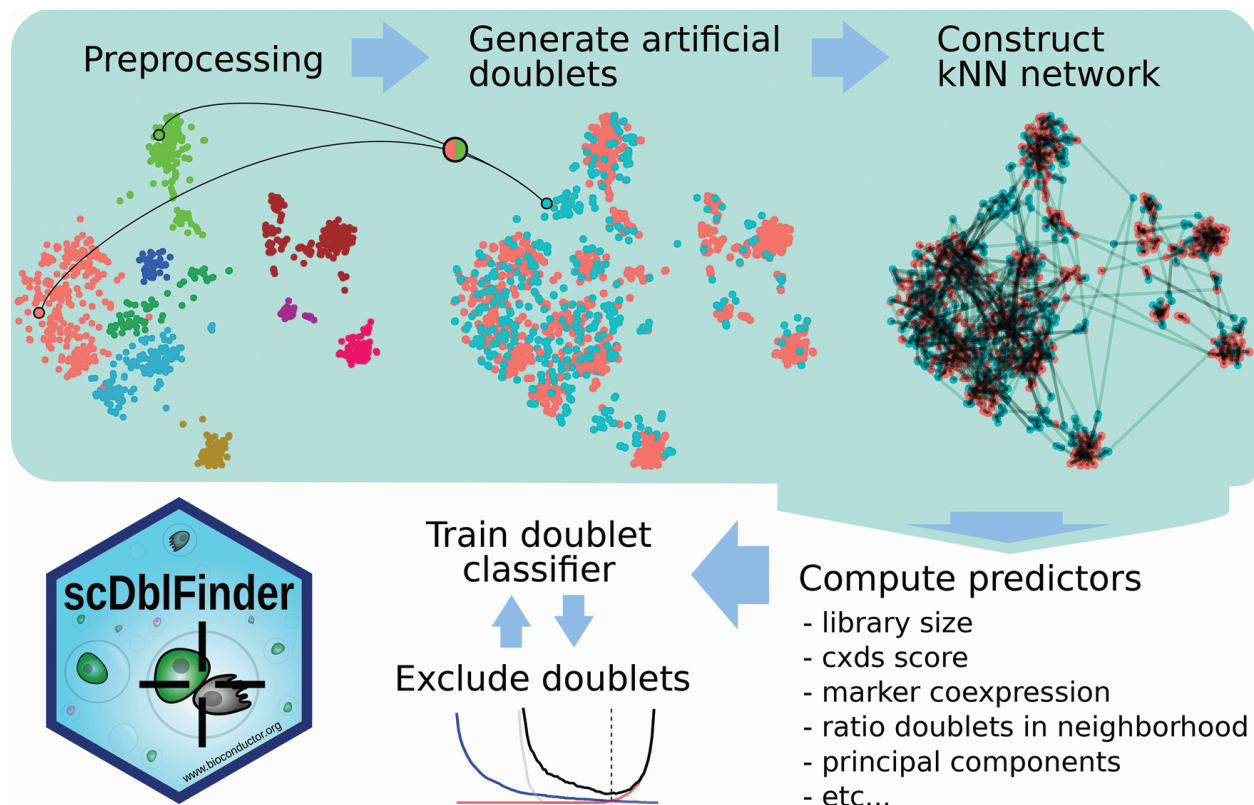 Preprocessing
Generate artificial
doublets
Construct
kNN network
Compute predictors
- library size
- cxds score
- marker coexpression
- ratio doublets in neighborhood
- principal components
- etc...
Train doublet
classifier
Exclude doublets
scDblFinder
www.bioconductor.org